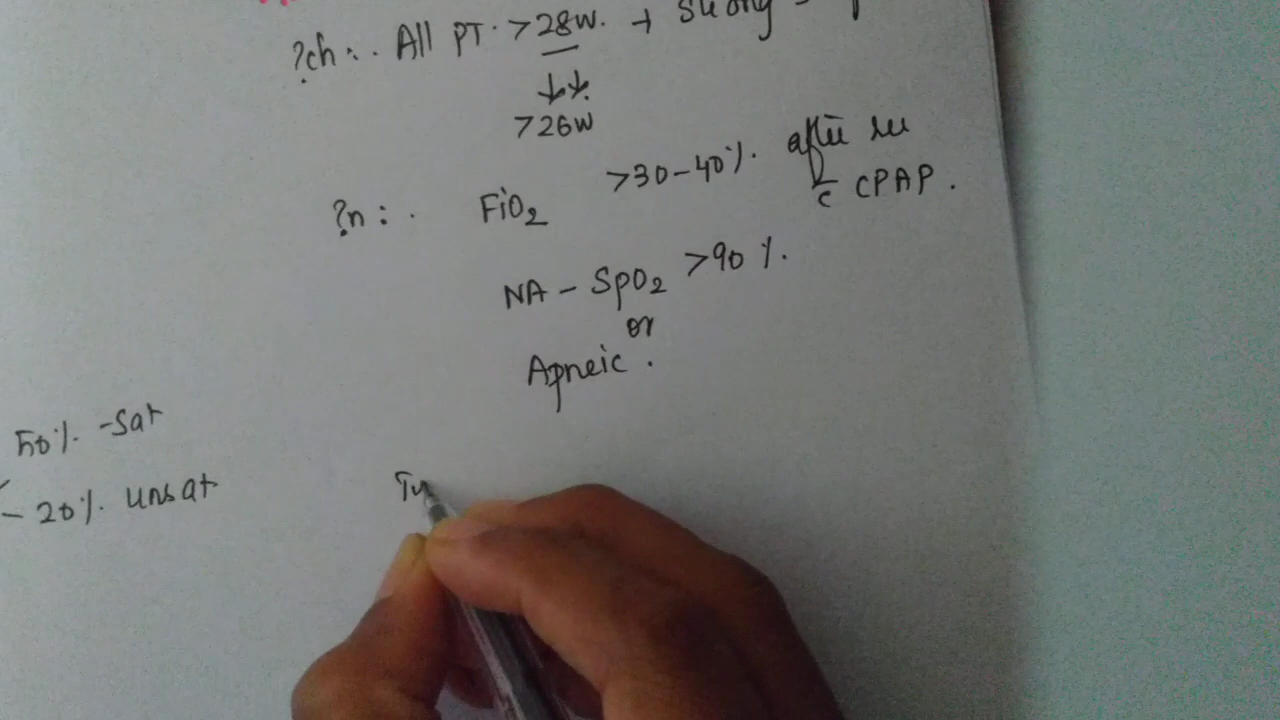 ?ch : . All PT. >28w. + strong
>26w
?n : . FiO2 >30-40%. after
c CPAP.
NA - SpO2 >90%.
or
Apneic.
50% - Sat
- 20% unsat